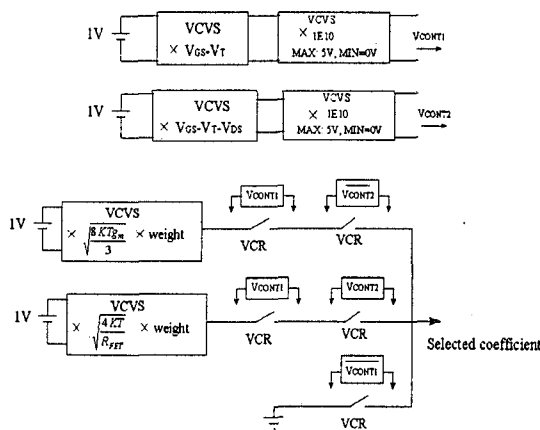 VCVS
1V
× VGS-VT
VCVS
× 1E10
MAX: 5V, MIN=0V
VCONT1
VCVS
1V
× VGS-VT-VDS
VCVS
× 1E10
MAX: 5V, MIN=0V
VCONT2
VCONT1
VCONT2
VCVS
1V
× √(8KTgm/3) × weight
VCR
VCR
VCVS
1V
× √(4KT/RFET) × weight
VCONT1
VCONT2
VCR
VCR
Selected coefficient
VCONT1
VCR